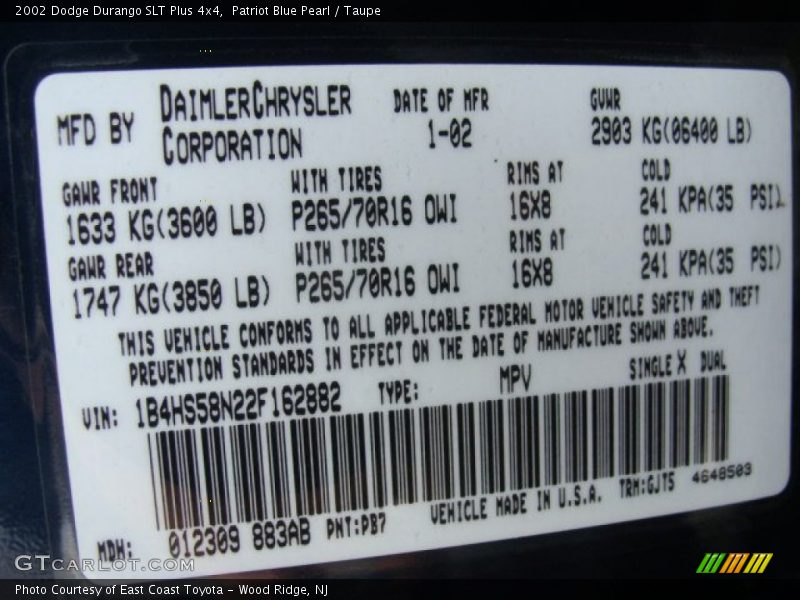 2002 Dodge Durango SLT Plus 4x4, Patriot Blue Pearl / Taupe
MFD BY DAIMLERCHRYSLER CORPORATION DATE OF MFR 1-02 GVWR 2903 KG(06400 LB)
GAWR FRONT WITH TIRES RIMS AT COLD
1633 KG(3600 LB) P265/70R16 OWI 16X8 241 KPA(35 PSI)
GAWR REAR WITH TIRES RIMS AT COLD
1747 KG(3850 LB) P265/70R16 OWI 16X8 241 KPA(35 PSI)
THIS VEHICLE CONFORMS TO ALL APPLICABLE FEDERAL MOTOR VEHICLE SAFETY AND THEFT
PREVENTION STANDARDS IN EFFECT ON THE DATE OF MANUFACTURE SHOWN ABOVE.
VIN: 1B4HS58N22F162882 TYPE: MPV SINGLE X DUAL
MDH: 012309 883AB PNT:PB7 VEHICLE MADE IN U.S.A. TRM:GJT5 4648503
GTCARLOT.COM
Photo Courtesy of East Coast Toyota - Wood Ridge, NJ